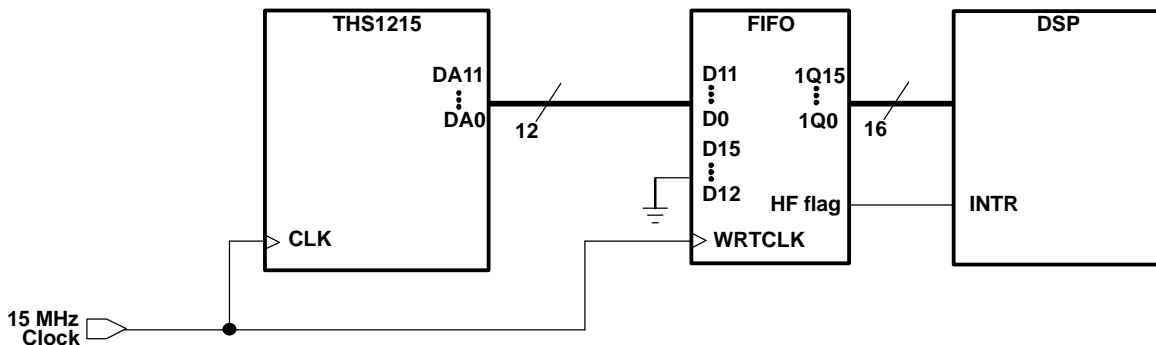 THS1215
DA11
DA0
12
CLK
15 MHz
Clock
FIFO
D11
D0
D15
D12
1Q15
1Q0
HF flag
WRTCLK
16
DSP
INTR